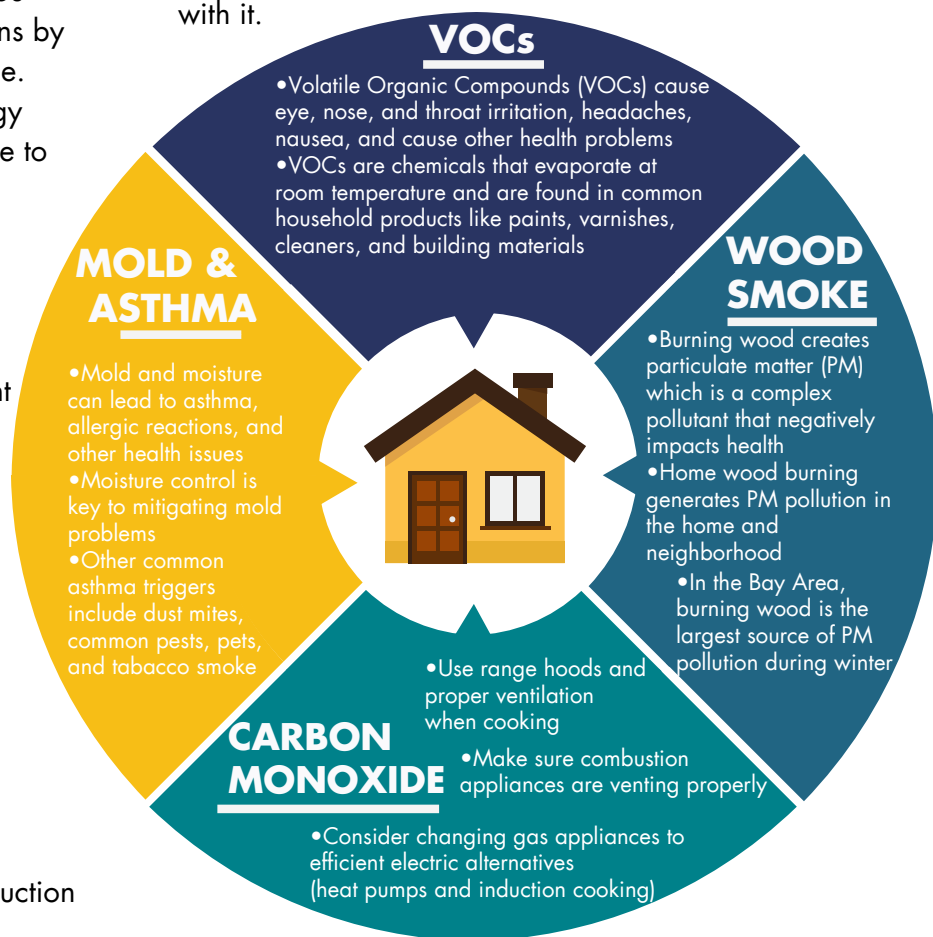 ns by
e.
gy
e to
nt
uction
with it.
VOCs
•Volatile Organic Compounds (VOCs) cause
eye, nose, and throat irritation, headaches,
nausea, and cause other health problems
•VOCs are chemicals that evaporate at
room temperature and are found in common
household products like paints, varnishes,
cleaners, and building materials
MOLD &
ASTHMA
•Mold and moisture
can lead to asthma,
allergic reactions, and
other health issues
•Moisture control is
key to mitigating mold
problems
•Other common
asthma triggers
include dust mites,
common pests, pets,
and tabacco smoke
WOOD
SMOKE
•Burning wood creates
particulate matter (PM)
which is a complex
pollutant that negatively
impacts health
•Home wood burning
generates PM pollution in
the home and
neighborhood
•In the Bay Area,
burning wood is the
largest source of PM
pollution during winter
CARBON
MONOXIDE
•Use range hoods and
proper ventilation
when cooking
•Make sure combustion
appliances are venting properly
•Consider changing gas appliances to
efficient electric alternatives
(heat pumps and induction cooking)